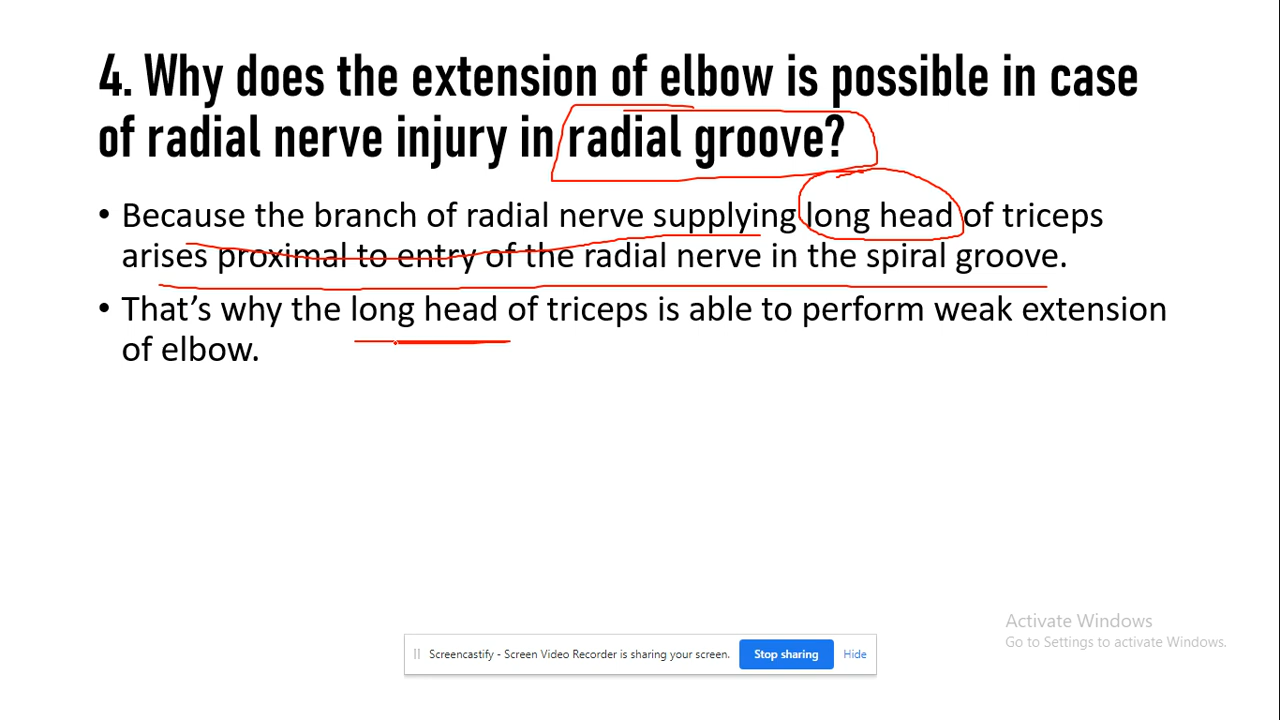 4. Why does the extension of elbow is possible in case
of radial nerve injury in radial groove?
• Because the branch of radial nerve supplying long head of triceps
arises proximal to entry of the radial nerve in the spiral groove.
• That's why the long head of triceps is able to perform weak extension
of elbow.
Activate Windows
Go to Settings to activate Windows.
Screencastify - Screen Video Recorder is sharing your screen. Stop sharing Hide